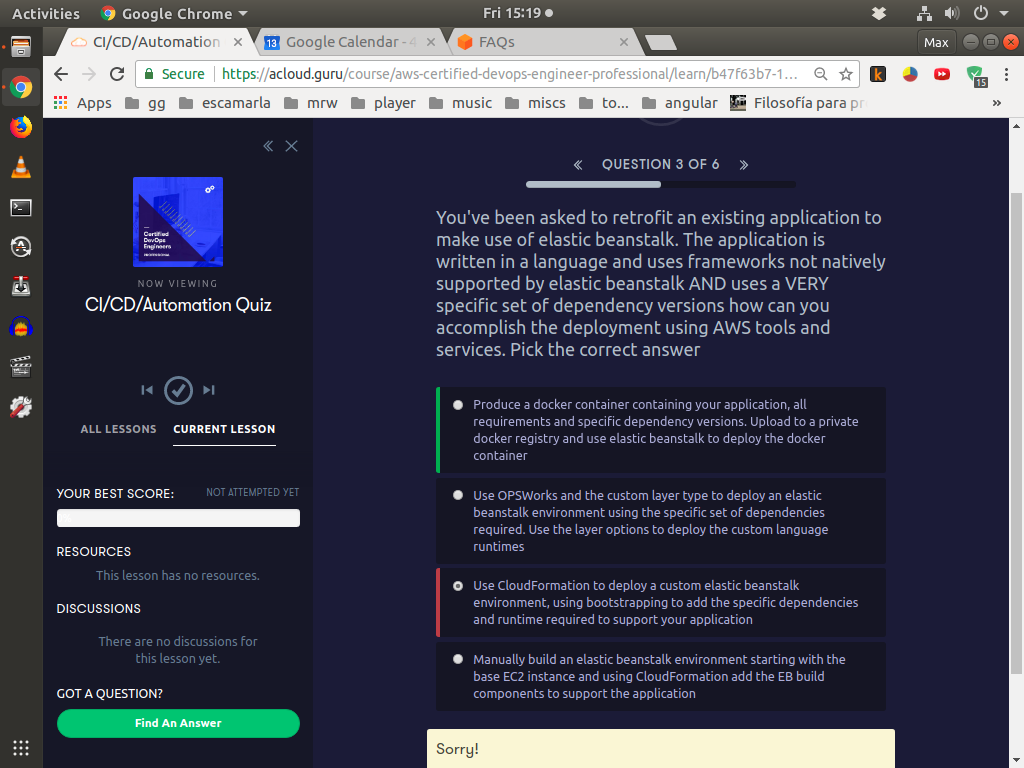 Activities Google Chrome Fri 15:19
CI/CD/Automation Google Calendar - 4 FAQs Max
Secure https://acloud.guru/course/aws-certified-devops-engineer-professional/learn/b47f63b7-1... 15
Apps gg escamarla mrw player music miscs to... angular Filosofía para pr »
QUESTION 3 OF 6
You've been asked to retrofit an existing application to
make use of elastic beanstalk. The application is
written in a language and uses frameworks not natively
supported by elastic beanstalk AND uses a VERY
specific set of dependency versions how can you
accomplish the deployment using AWS tools and
services. Pick the correct answer
Produce a docker container containing your application, all
requirements and specific dependency versions. Upload to a private
docker registry and use elastic beanstalk to deploy the docker
container
Use OPSWorks and the custom layer type to deploy an elastic
beanstalk environment using the specific set of dependencies
required. Use the layer options to deploy the custom language
runtimes
Use CloudFormation to deploy a custom elastic beanstalk
environment, using bootstrapping to add the specific dependencies
and runtime required to support your application
Manually build an elastic beanstalk environment starting with the
base EC2 instance and using CloudFormation add the EB build
components to support the application
Sorry!
Certified
DevOps
Engineers
PROFESSIONAL
NOW VIEWING
CI/CD/Automation Quiz
ALL LESSONS CURRENT LESSON
YOUR BEST SCORE: NOT ATTEMPTED YET
RESOURCES
This lesson has no resources.
DISCUSSIONS
There are no discussions for
this lesson yet.
GOT A QUESTION?
Find An Answer